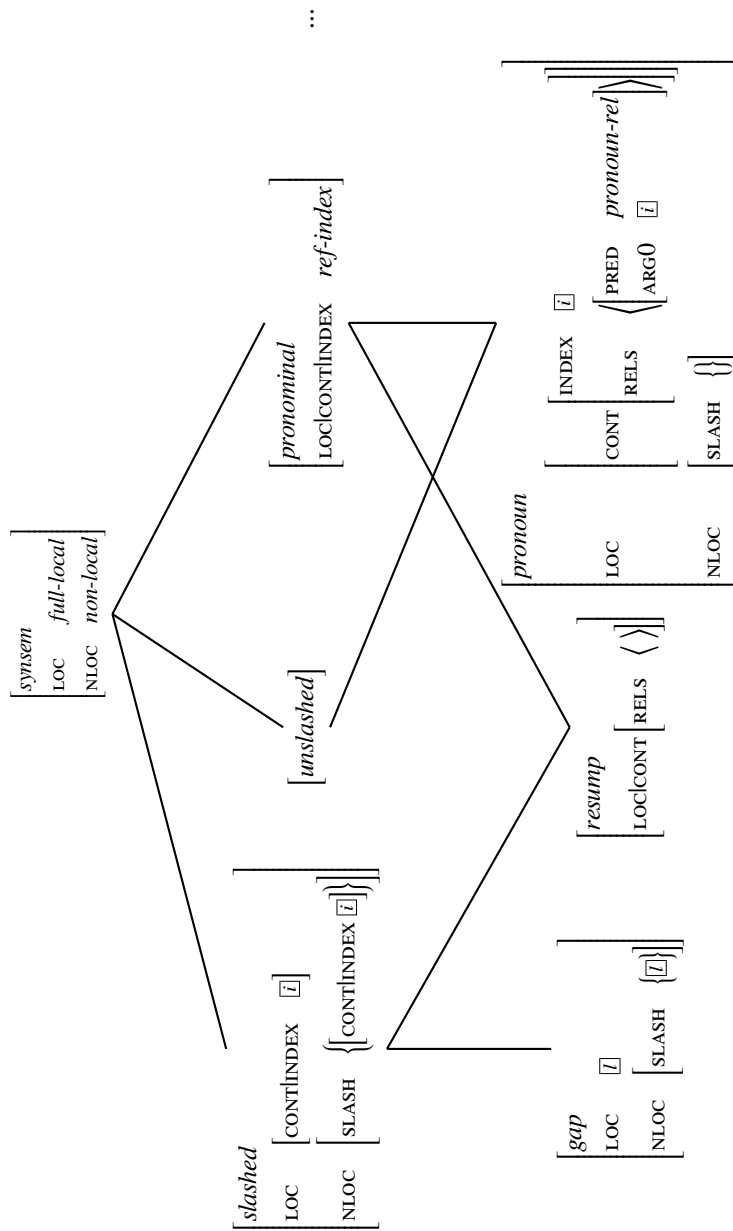 synsem
LOC full-local
NLOC non-local
slashed
LOC [CONT|INDEX [i]]
NLOC [SLASH {[CONT|INDEX [i]]}]
[unslashed]
pronominal
LOC|CONT|INDEX ref-index
...
gap
LOC [l]
NLOC [SLASH {[l]}]
resump
LOC|CONT [RELS ⟨⟩]
pronoun
LOC [CONT [INDEX [i]
RELS ⟨[PRED pronoun-rel
ARG0 [i]]⟩]]
NLOC [SLASH {}]